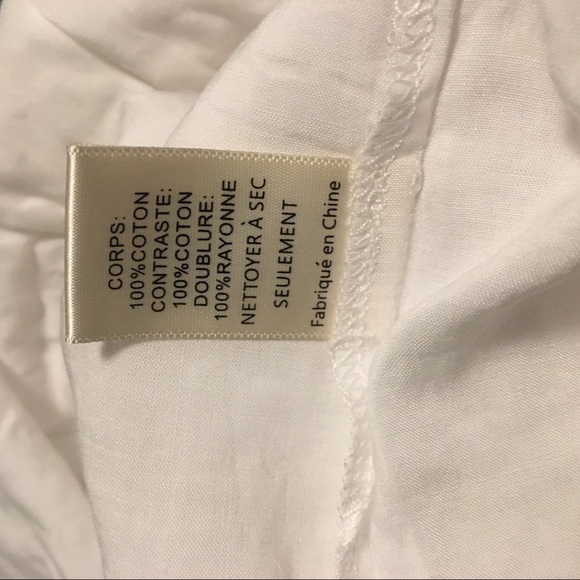 CORPS:
100%COTON
CONTRASTE:
100%COTON
DOUBLURE:
100%RAYONNE
NETTOYER À SEC
SEULEMENT
Fabriqué en Chine